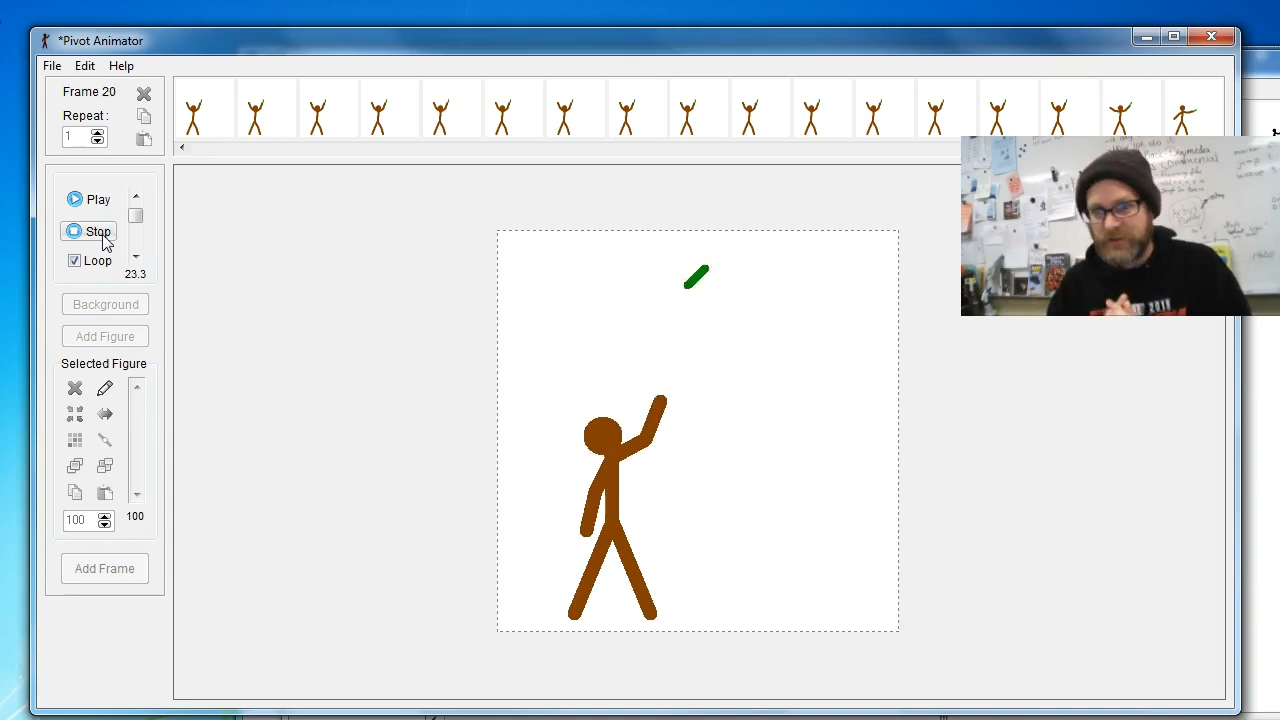 *Pivot Animator
File Edit Help
Frame 20
Repeat :
1
Play
Stop
Loop
23.3
Background
Add Figure
Selected Figure
100
100
Add Frame